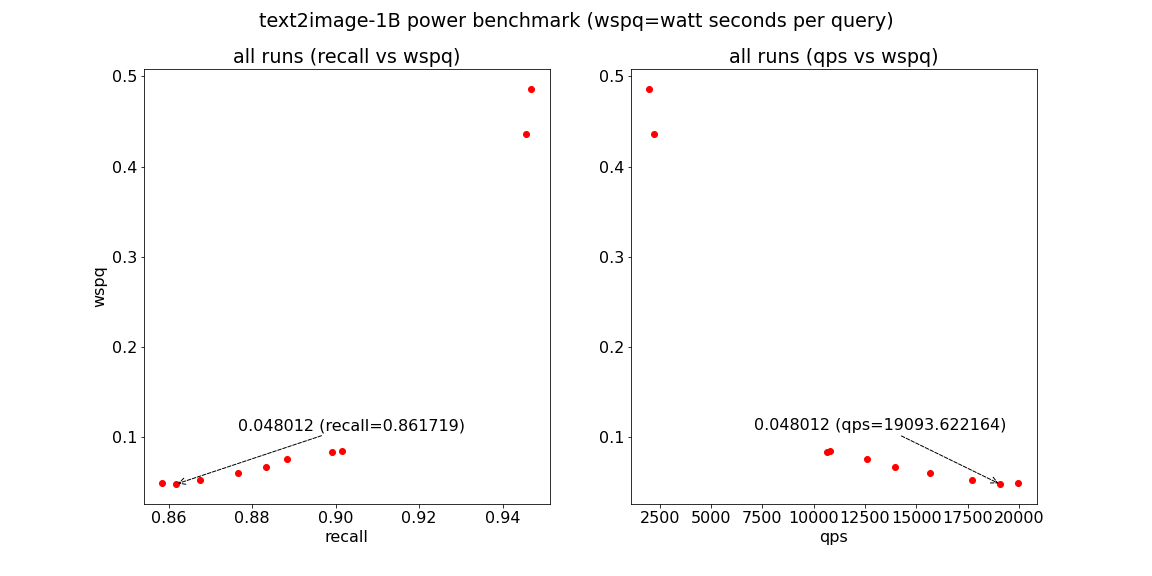 text2image-1B power benchmark (wspq=watt seconds per query)
all runs (recall vs wspq)
0.5
0.4
0.3
0.2
0.1
wspq
0.048012 (recall=0.861719)
0.86 0.88 0.90 0.92 0.94
recall
all runs (qps vs wspq)
0.5
0.4
0.3
0.2
0.1
0.048012 (qps=19093.622164)
2500 5000 7500 10000 12500 15000 17500 20000
qps